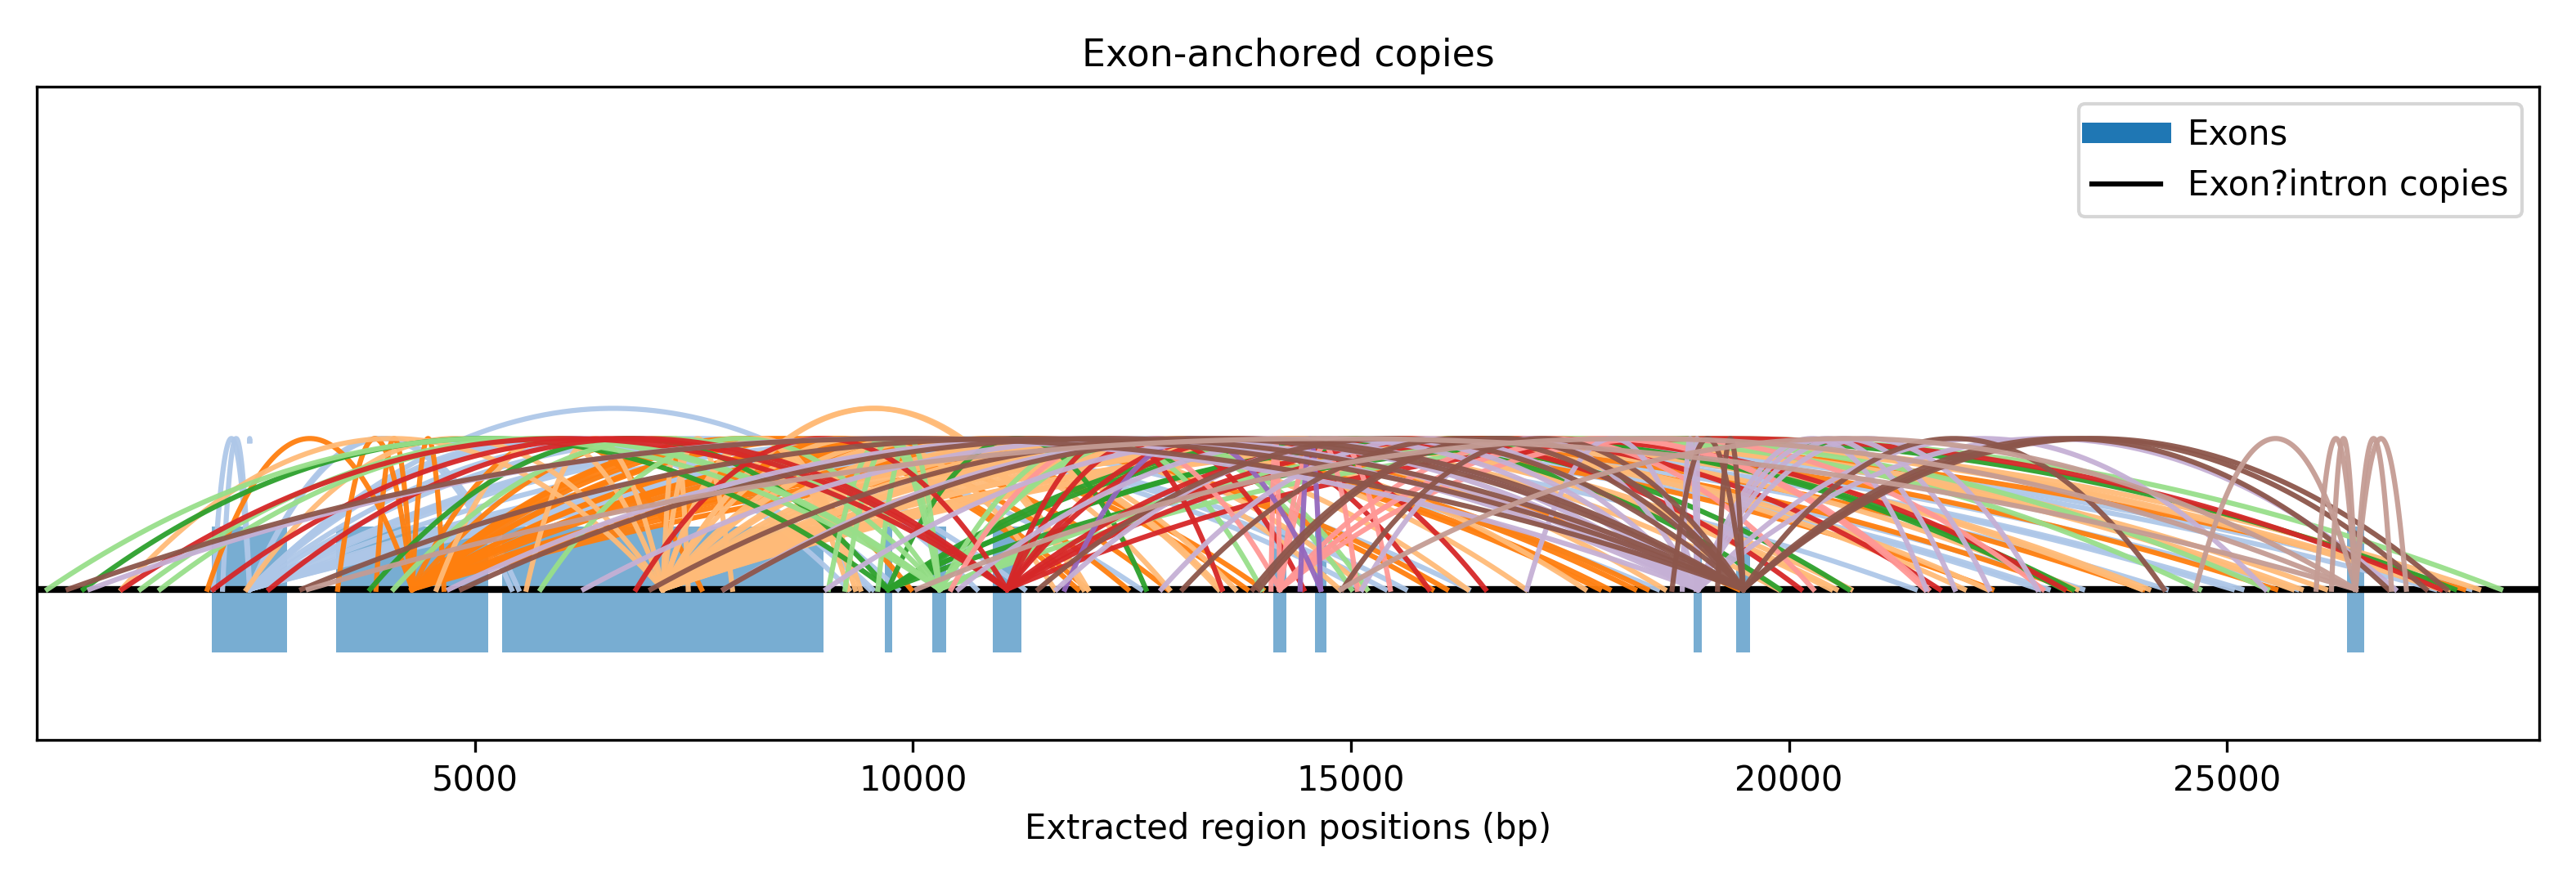 Exon-anchored copies
Exons
Exon?intron copies
5000
10000
15000
20000
25000
Extracted region positions (bp)